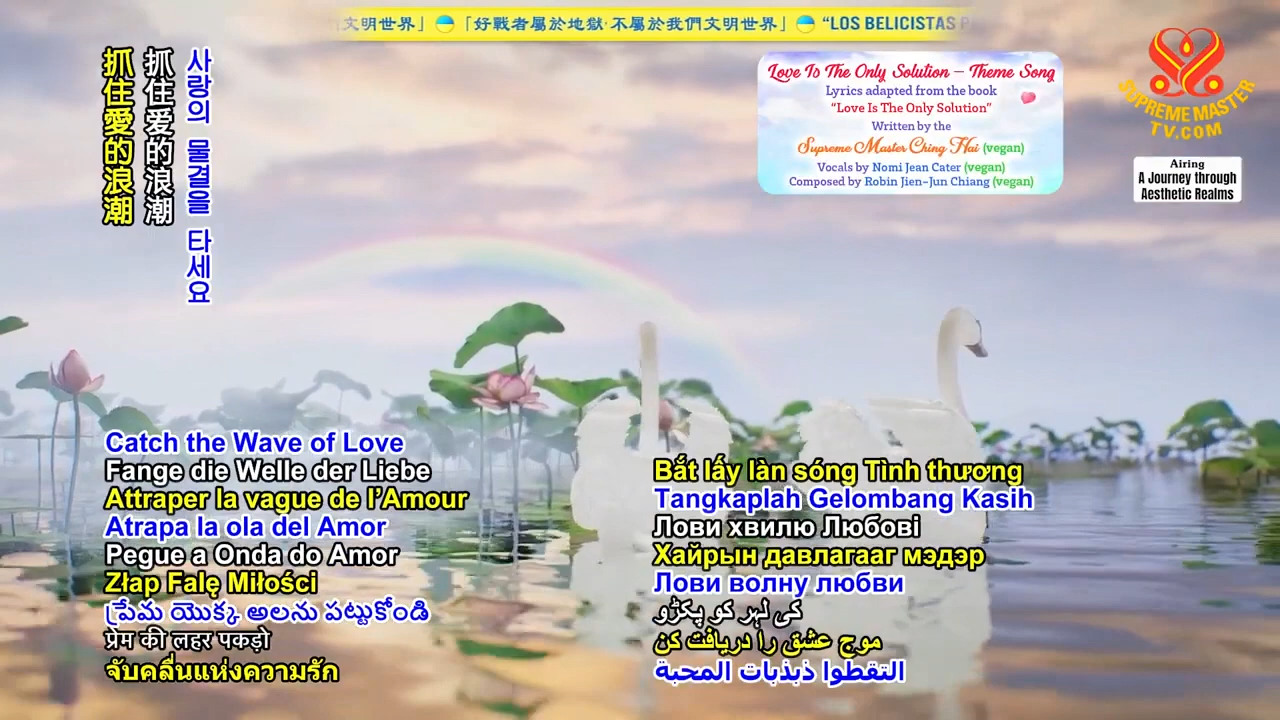 文明世界」 「好戰者屬於地獄·不屬於我們文明世界」 “LOS BELICISTAS
抓住愛的浪潮
抓住爱的浪潮
사랑의 물결을 타세요
Love Is The Only Solution – Theme Song
Lyrics adapted from the book
“Love Is The Only Solution”
Written by the
Supreme Master Ching Hai (vegan)
Vocals by Nomi Jean Cater (vegan)
Composed by Robin Jien-Jun Chiang (vegan)
SUPREME MASTER
TV.COM
Airing
A Journey through
Aesthetic Realms
Catch the Wave of Love
Fange die Welle der Liebe
Attraper la vague de l’Amour
Atrapa la ola del Amor
Pegue a Onda do Amor
Złap Falę Miłości
ప్రేమ యొక్క అలను పట్టుకోండి
प्रेम की लहर पकड़ो
จับคลื่นแห่งความรัก
Bắt lấy làn sóng Tình thương
Tangkaplah Gelombang Kasih
Лови хвилю Любові
Хайрын давлагааг мэдэр
Лови волну любви
کی لہر کو پکڑو
موج عشق را دریافت کن
التقطوا ذبذبات المحبة